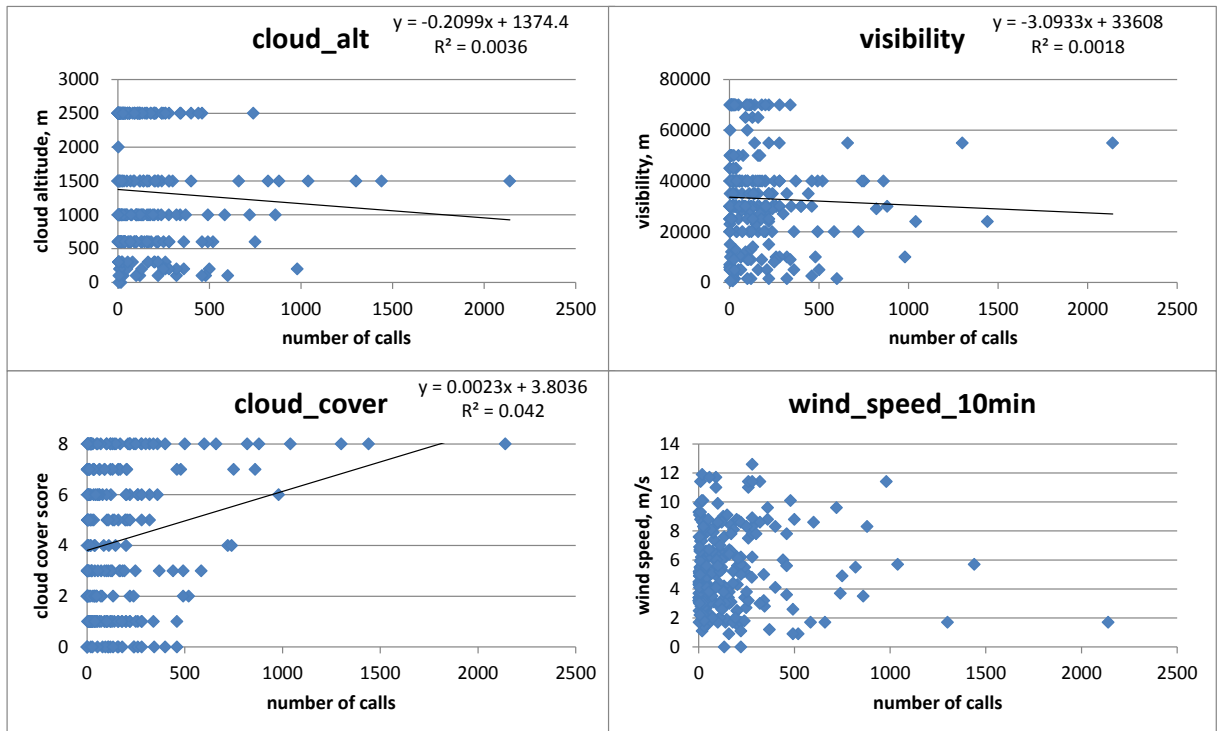 cloud_alt
y = -0.2099x + 1374.4
R² = 0.0036
cloud altitude, m
3000
2500
2000
1500
1000
500
0
0 500 1000 1500 2000 2500
number of calls
visibility
y = -3.0933x + 33608
R² = 0.0018
visibility, m
80000
60000
40000
20000
0
0 500 1000 1500 2000 2500
number of calls
cloud_cover
y = 0.0023x + 3.8036
R² = 0.042
cloud cover score
8
7
6
5
4
3
2
1
0
0 500 1000 1500 2000 2500
number of calls
wind_speed_10min
wind speed, m/s
14
12
10
8
6
4
2
0
0 500 1000 1500 2000 2500
number of calls